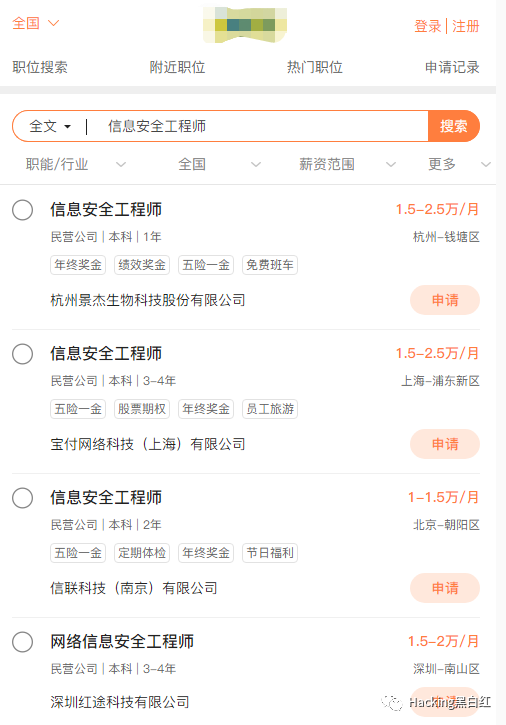 全国 登录 | 注册
职位搜索 附近职位 热门职位 申请记录
全文 | 信息安全工程师 搜索
职能/行业 全国 薪资范围 更多
信息安全工程师 1.5-2.5万/月
民营公司 | 本科 | 1年 杭州-钱塘区
年终奖金 绩效奖金 五险一金 免费班车
杭州景杰生物科技股份有限公司 申请
信息安全工程师 1.5-2.5万/月
民营公司 | 本科 | 3-4年 上海-浦东新区
五险一金 股票期权 年终奖金 员工旅游
宝付网络科技（上海）有限公司 申请
信息安全工程师 1-1.5万/月
民营公司 | 本科 | 2年 北京-朝阳区
五险一金 定期体检 年终奖金 节日福利
信联科技（南京）有限公司 申请
网络信息安全工程师 1.5-2万/月
民营公司 | 本科 | 3-4年 深圳-南山区
深圳红途科技有限公司 申请
Hacking黑白红